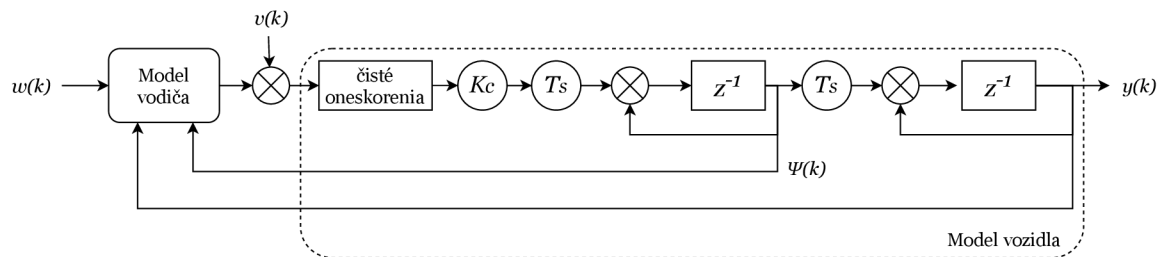 v(k)
w(k)
Model
vodiča
čisté
oneskorenia
Kc
Ts
z⁻¹
Ts
z⁻¹
y(k)
Ψ(k)
Model vozidla